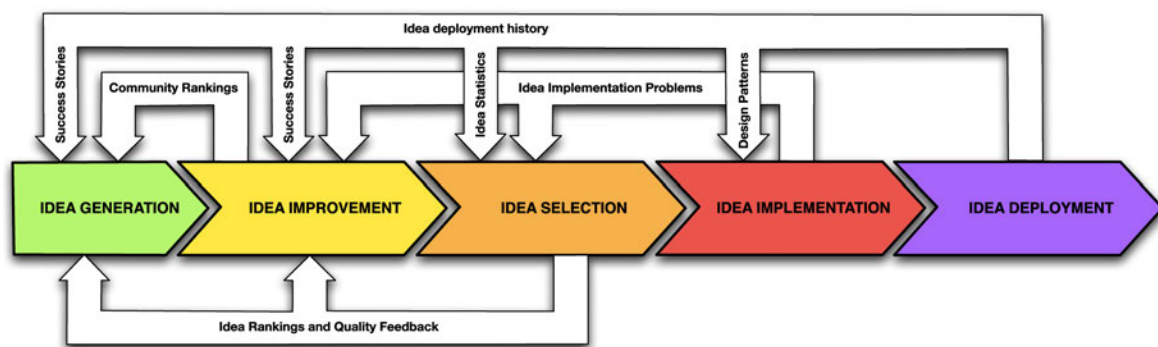 Idea deployment history
Success Stories
Community Rankings
Success Stories
Idea Statistics
Idea Implementation Problems
Design Patterns
IDEA GENERATION
IDEA IMPROVEMENT
IDEA SELECTION
IDEA IMPLEMENTATION
IDEA DEPLOYMENT
Idea Rankings and Quality Feedback